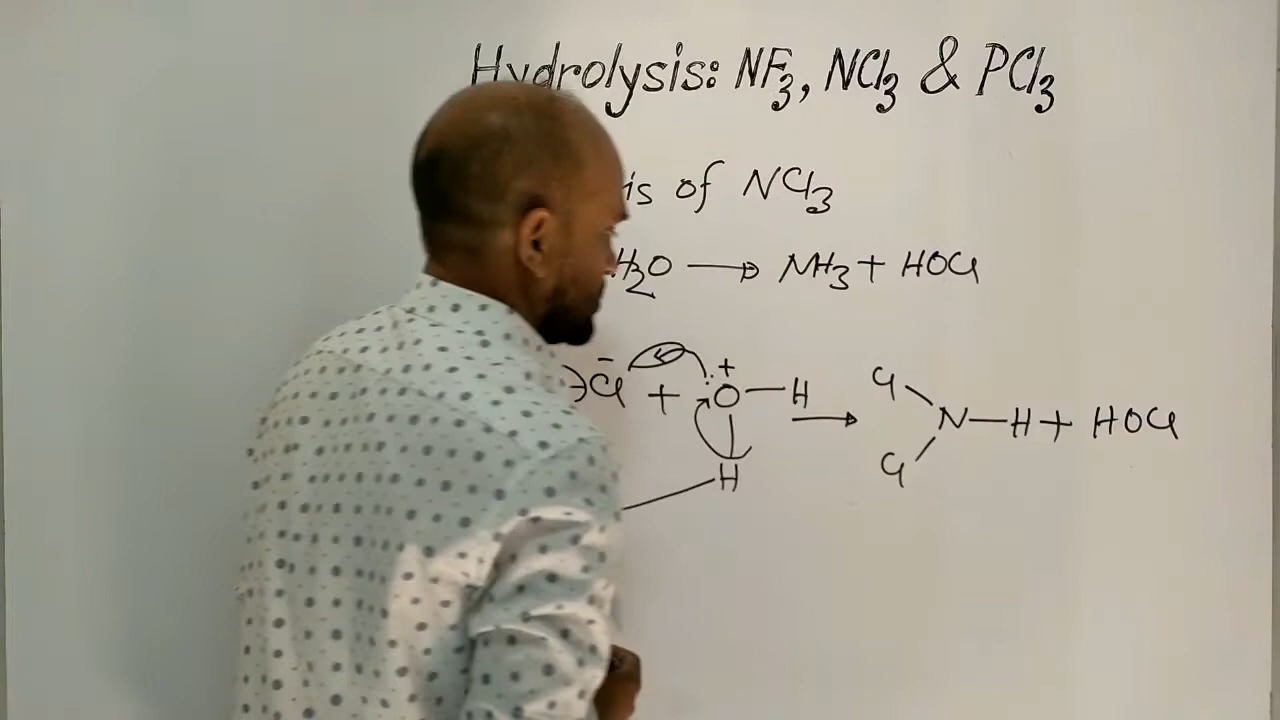 Hydrolysis: NF3, NCl3 & PCl3
is of NCl3
H2O → NH3 + HOCl
Cl⁻ + :O⁺—H → Cl
N—H + HOCl
Cl
H